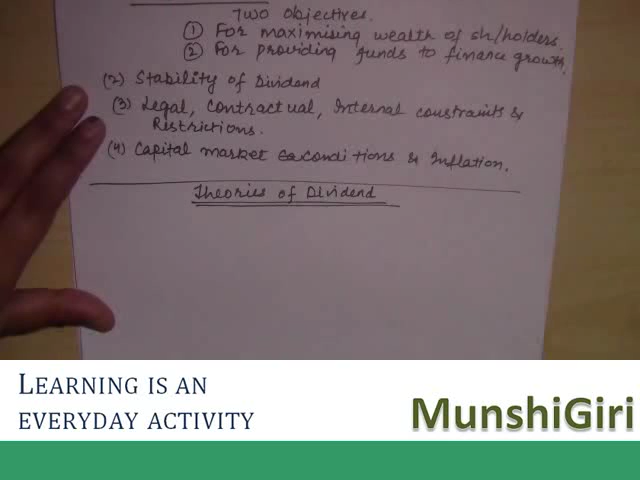 Two Objectives.
(1) For maximising wealth of sh/holders.
(2) For providing funds to finance growth.
(2) Stability of Dividend
(3) Legal, Contractual, Internal constraints &
Restrictions.
(4) Capital market conditions & Inflation.
Theories of Dividend
LEARNING IS AN
EVERYDAY ACTIVITY
MunshiGiri